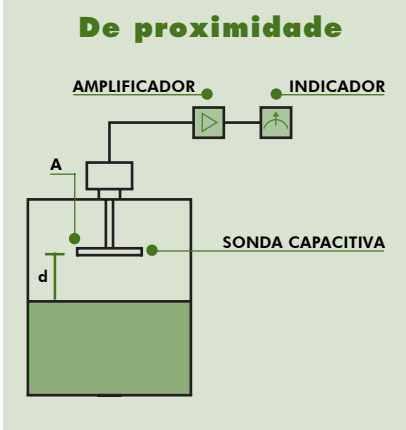 De proximidade
AMPLIFICADOR
INDICADOR
A
SONDA CAPACITIVA
d